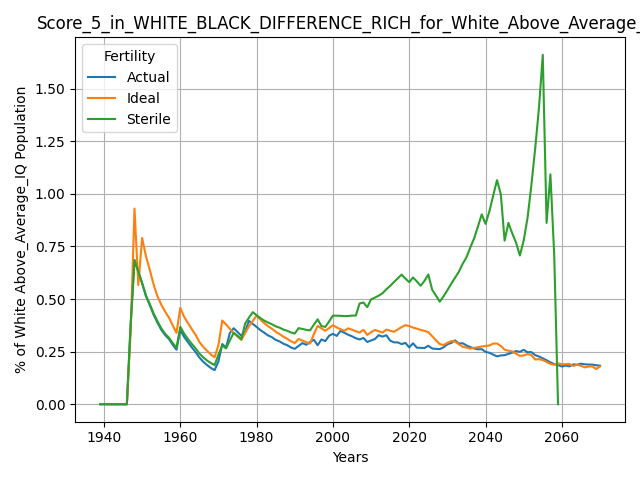 Score_5_in_WHITE_BLACK_DIFFERENCE_RICH_for_White_Above_Average_
Fertility
Actual
Ideal
Sterile
% of White Above_Average_IQ Population
1.50
1.25
1.00
0.75
0.50
0.25
0.00
1940 1960 1980 2000 2020 2040 2060
Years